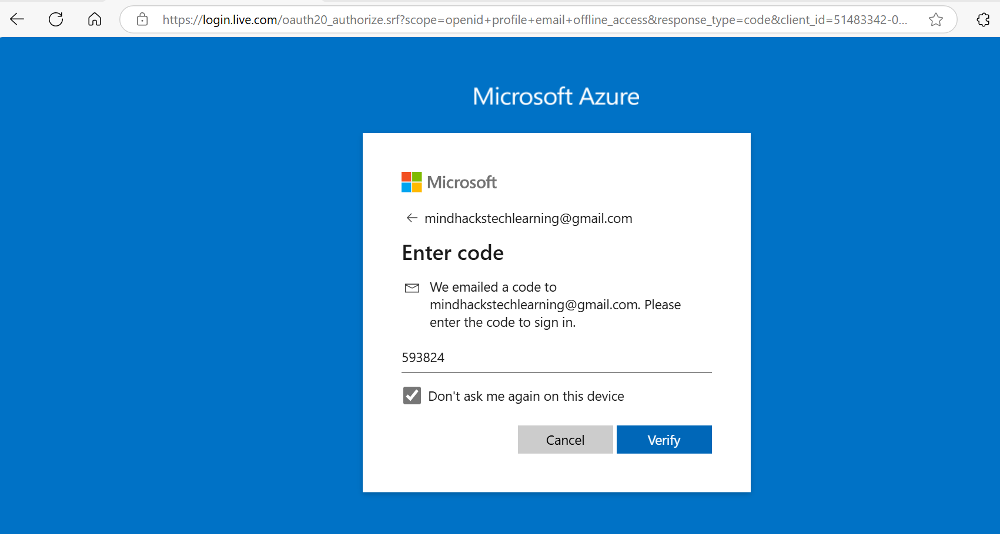 https://login.live.com/oauth20_authorize.srf?scope=openid+profile+email+offline_access&response_type=code&client_id=51483342-0...
Microsoft Azure
Microsoft
mindhackstechlearning@gmail.com
Enter code
We emailed a code to
mindhackstechlearning@gmail.com. Please
enter the code to sign in.
593824
Don't ask me again on this device
Cancel
Verify